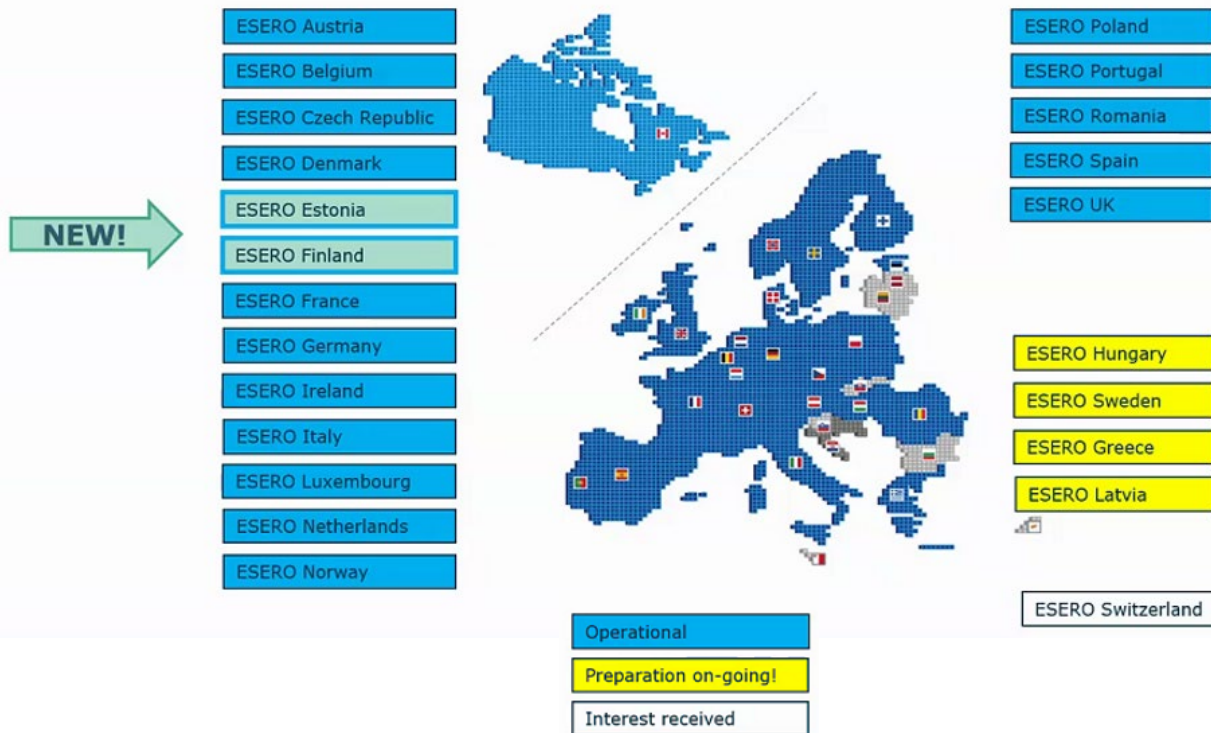 ESERO Austria
ESERO Belgium
ESERO Czech Republic
ESERO Denmark
NEW!
ESERO Estonia
ESERO Finland
ESERO France
ESERO Germany
ESERO Ireland
ESERO Italy
ESERO Luxembourg
ESERO Netherlands
ESERO Norway
ESERO Poland
ESERO Portugal
ESERO Romania
ESERO Spain
ESERO UK
ESERO Hungary
ESERO Sweden
ESERO Greece
ESERO Latvia
ESERO Switzerland
Operational
Preparation on-going!
Interest received